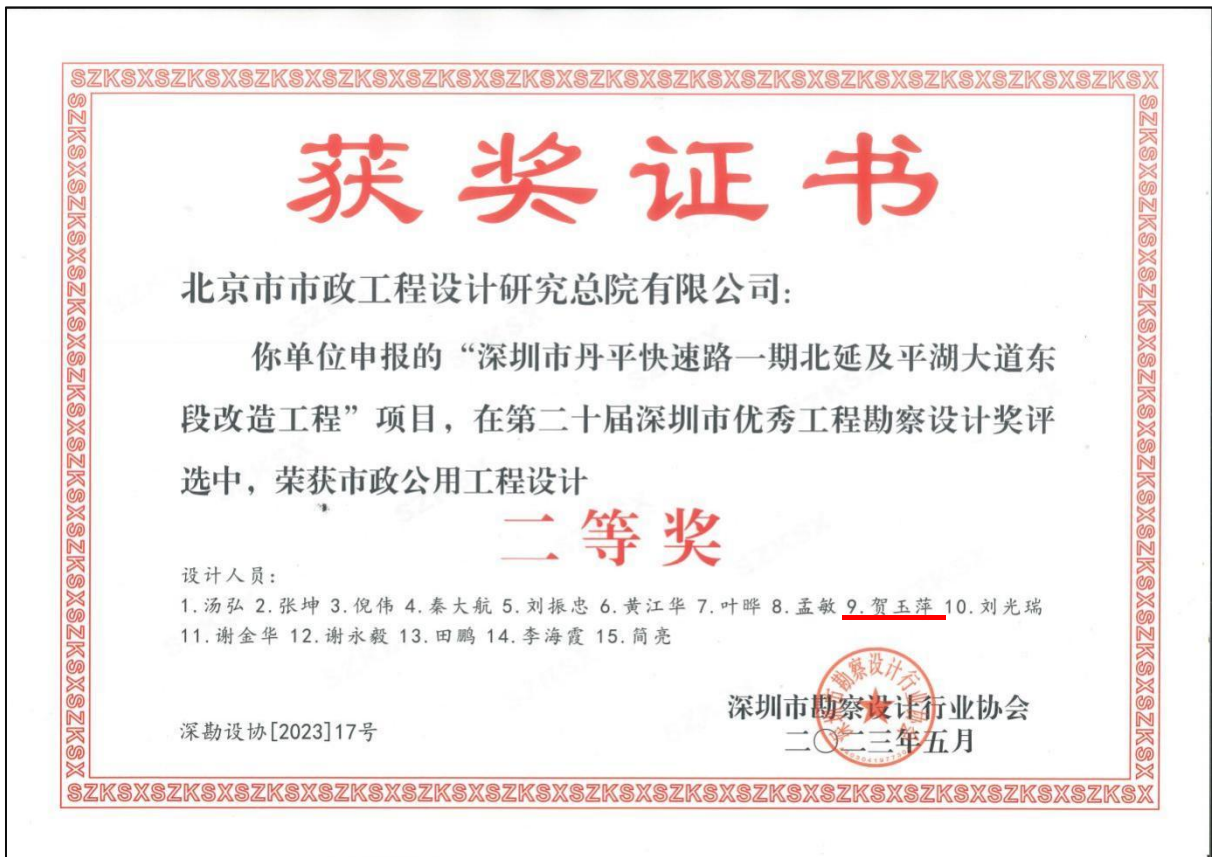 SZKSXSZKSXSZKSXSZKSXSZKSXSZKSXSZKSXSZKSXSZKSXSZKSX
获奖证书
北京市市政工程设计研究总院有限公司:
你单位申报的“深圳市丹平快速路一期北延及平湖大道东
段改造工程”项目，在第二十届深圳市优秀工程勘察设计奖评
选中，荣获市政公用工程设计
二等奖
设计人员:
1.汤弘 2.张坤 3.倪伟 4.秦大航 5.刘振忠 6.黄江华 7.叶晔 8.孟敏 9.贺玉萍 10.刘光瑞
11.谢金华 12.谢永毅 13.田鹏 14.李海霞 15.简亮
深圳市勘察设计行业协会
深勘设协[2023]17号
二〇二三年五月
SZKSXSZKSXSZKSXSZKSXSZKSXSZKSXSZKSXSZKSXSZKSXSZKSX